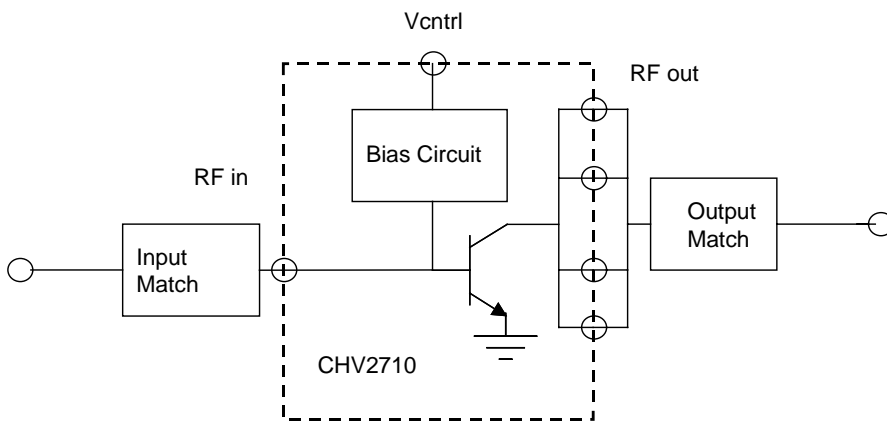 Vcntrl
RF out
Bias Circuit
RF in
Output
Match
Input
Match
CHV2710